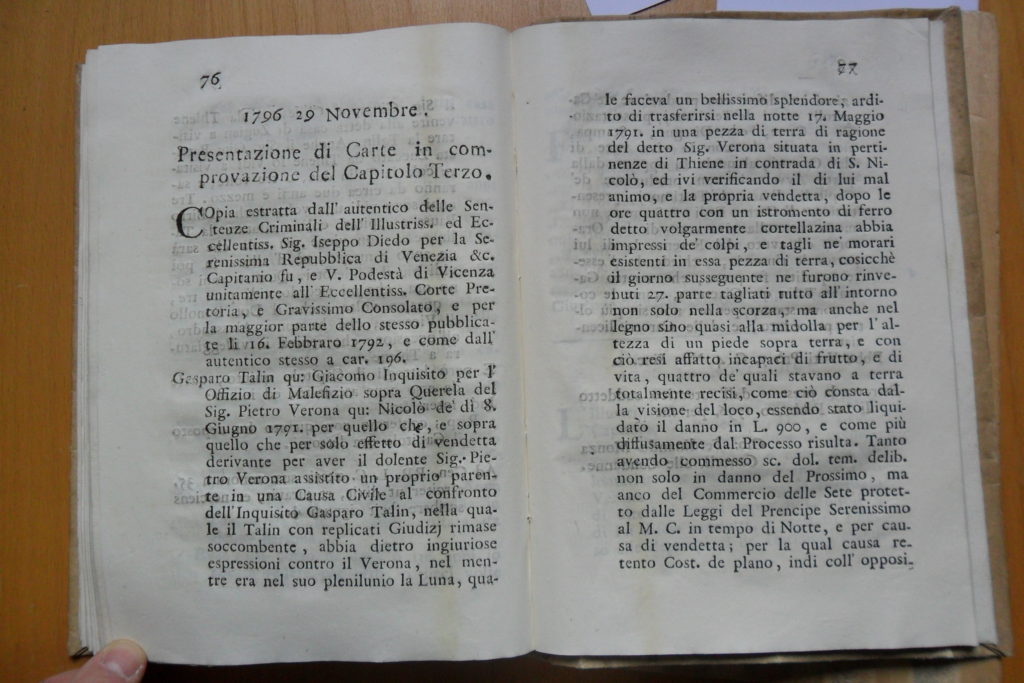 76
1796 29 Novembre.
Presentazione di Carte in com-
provazione del Capitolo Terzo.
COpia estratta dall' autentico delle Sen-
tenze Criminali dell' Illustriss. ed Ec-
cellentiss. Sig. Iseppo Diedo per la Se-
renissima Repubblica di Venezia &c.
Capitanio fu, e V. Podestà di Vicenza
unitamente all' Eccellentiss. Corte Pre-
toria, e Gravissimo Consolato, e per
la maggior parte dello stesso pubblica-
te li 16. Febbraro 1792, e come dall'
autentico stesso a car. 196.
Gasparo Talin qu: Giacomo Inquisito per l'
Offizio di Malefizio sopra Querela del
Sig. Pietro Verona qu: Nicolò de' dì 8.
Giugno 1791. per quello che, e sopra
quello che per solo effetto di vendetta
derivante per aver il dolente Sig. Pie-
tro Verona assistito un proprio paren-
te in una Causa Civile al confronto
dell'Inquisito Gasparo Talin, nella qua-
le il Talin con replicati Giudizj rimase
soccombente, abbia dietro ingiuriose
espressioni contro il Verona, nel men-
tre era nel suo plenilunio la Luna, qua-
77
le faceva un bellissimo splendore, ardi-
to di trasferirsi nella notte 17. Maggio
1791. in una pezza di terra di ragione
del detto Sig. Verona situata in perti-
nenze di Thiene in contrada di S. Ni-
colò, ed ivi verificando il di lui mal
animo, e la propria vendetta, dopo le
ore quattro con un istromento di ferro
detto volgarmente cortellazina abbia
impressi de' colpi, e tagli ne' morari
esistenti in essa pezza di terra, cosicchè
il giorno susseguente ne furono rinve-
nuti 27. parte tagliati tutto all' intorno
non solo nella scorza, ma anche nel
legno sino quasi alla midolla per l' al-
tezza di un piede sopra terra, e con
ciò resi affatto incapaci di frutto, e di
vita, quattro de' quali stavano a terra
totalmente recisi, come ciò consta dal-
la visione del loco, essendo stato liqui-
dato il danno in L. 900, e come più
diffusamente dal Processo risulta. Tanto
avendo commesso sc. dol. tem. delib.
non solo in danno del Prossimo, ma
anco del Commercio delle Sete protet-
to dalle Leggi del Prencipe Serenissimo
al M. C. in tempo di Notte, e per cau-
sa di vendetta; per la qual causa re-
tento Cost. de plano, indi coll' opposi-